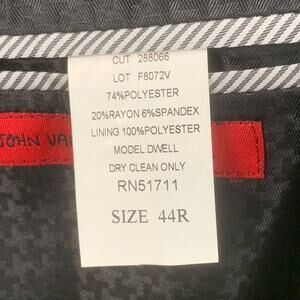 CUT 288066
LOT F8072V
74%POLYESTER
20%RAYON 6%SPANDEX
LINING 100%POLYESTER
MODEL.DWELL
DRY CLEAN ONLY
RN51711
SIZE 44R
JOHN